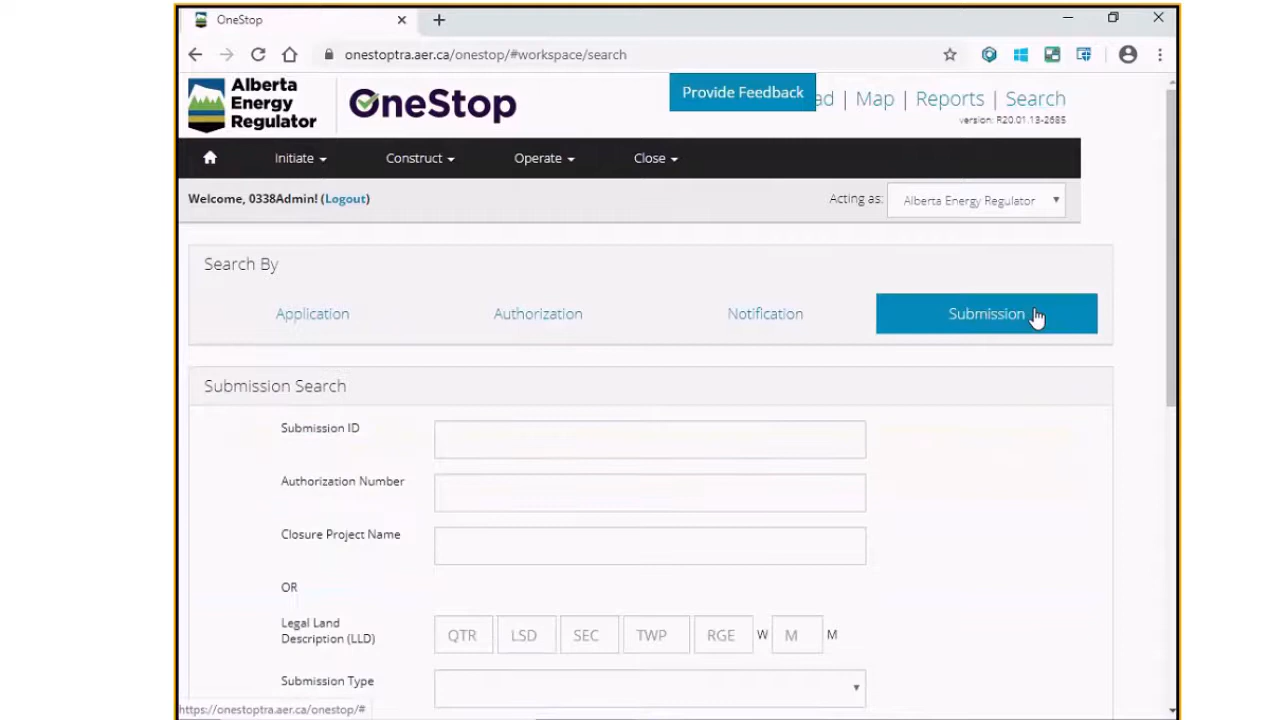 OneStop
onestoptra.aer.ca/onestop/#workspace/search
Alberta
Energy
Regulator
OneStop
Provide Feedback
ad | Map | Reports | Search
version: R20.01.13-2685
Initiate
Construct
Operate
Close
Welcome, 0338Admin! (Logout)
Acting as:
Alberta Energy Regulator
Search By
Application
Authorization
Notification
Submission
Submission Search
Submission ID
Authorization Number
Closure Project Name
OR
Legal Land
Description (LLD)
QTR
LSD
SEC
TWP
RGE
W
M
M
Submission Type
https://onestoptra.aer.ca/onestop/#